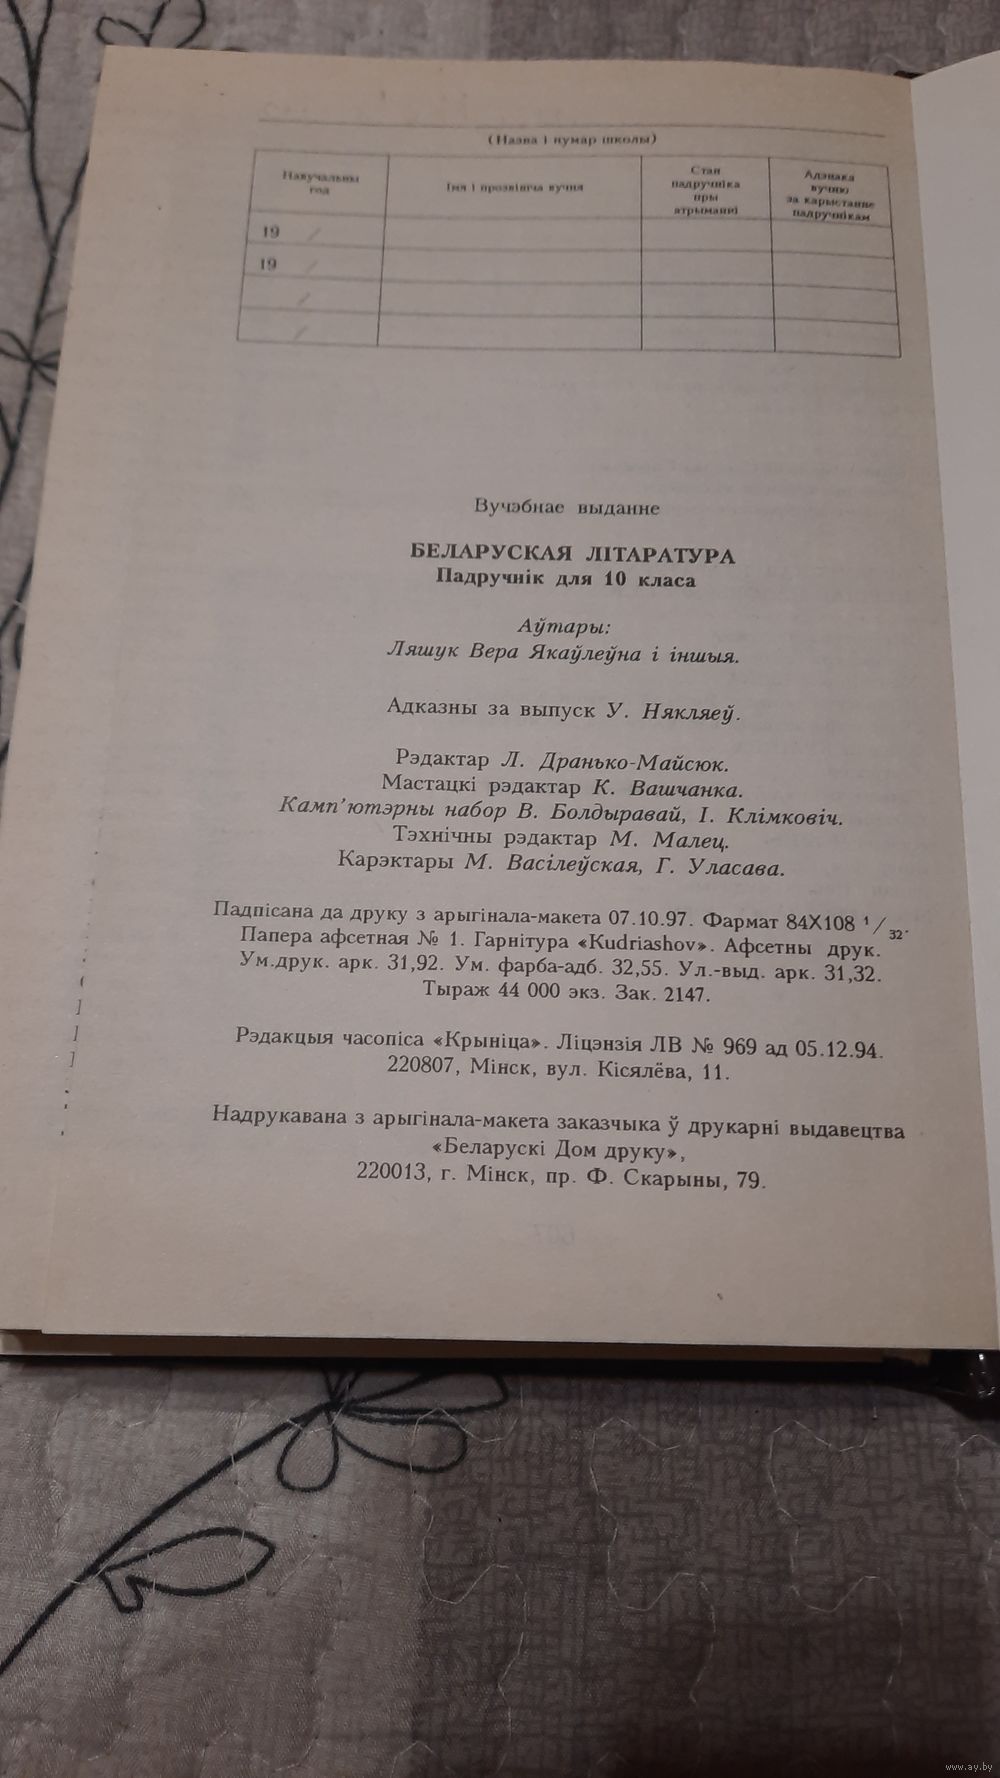 (Назва і нумар школы)
Навучальны год
Імя і прозвішча вучня
Стан падручніка пры атрыманні
Адзнака вучню за карыстанне падручнікам
19 /
19 /
/
/
Вучэбнае выданне
БЕЛАРУСКАЯ ЛІТАРАТУРА
Падручнік для 10 класа
Аўтары:
Ляшук Вера Якаўлеўна і іншыя.
Адказны за выпуск У. Някляеў.
Рэдактар Л. Дранько-Майсюк.
Мастацкі рэдактар К. Вашчанка.
Камп'ютэрны набор В. Болдыравай, І. Клімковіч.
Тэхнічны рэдактар М. Малец.
Карэктары М. Васілеўская, Г. Уласава.
Падпісана да друку з арыгінала-макета 07.10.97. Фармат 84X108 1/32.
Папера афсетная № 1. Гарнітура «Kudriashov». Афсетны друк.
Ум.друк. арк. 31,92. Ум. фарба-адб. 32,55. Ул.-выд. арк. 31,32.
Тыраж 44 000 экз. Зак. 2147.
Рэдакцыя часопіса «Крыніца». Ліцэнзія ЛВ № 969 ад 05.12.94.
220807, Мінск, вул. Кісялёва, 11.
Надрукавана з арыгінала-макета заказчыка ў друкарні выдавецтва
«Беларускі Дом друку»,
220013, г. Мінск, пр. Ф. Скарыны, 79.
www.ay.by